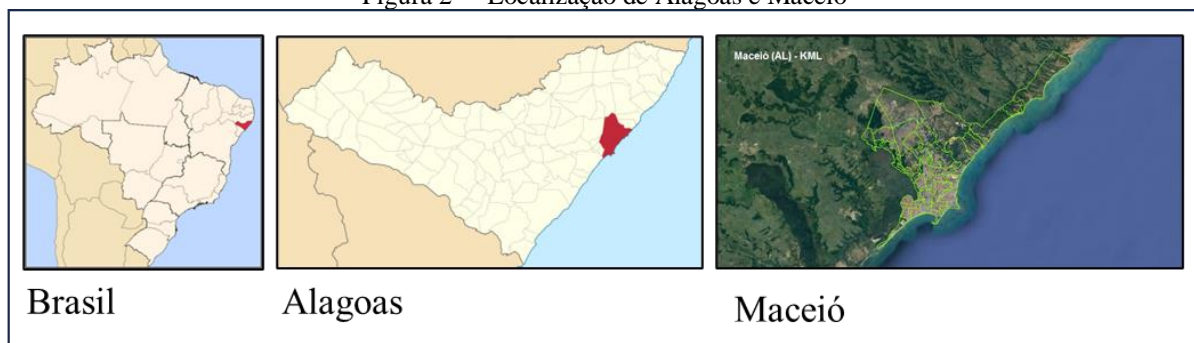 Figura 2 – Localização de Alagoas e Maceió
Maceió (AL) - KML
Brasil
Alagoas
Maceió